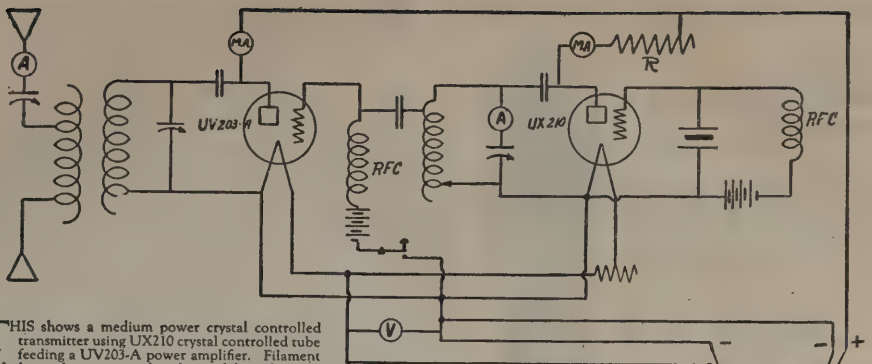 MA
MA
R
A
UV203-A
A
UX210
RFC
RFC
V
- - +
HIS shows a medium power crystal controlled
transmitter using UX210 crystal controlled tube
feeding a UV203-A power amplifier. Filament